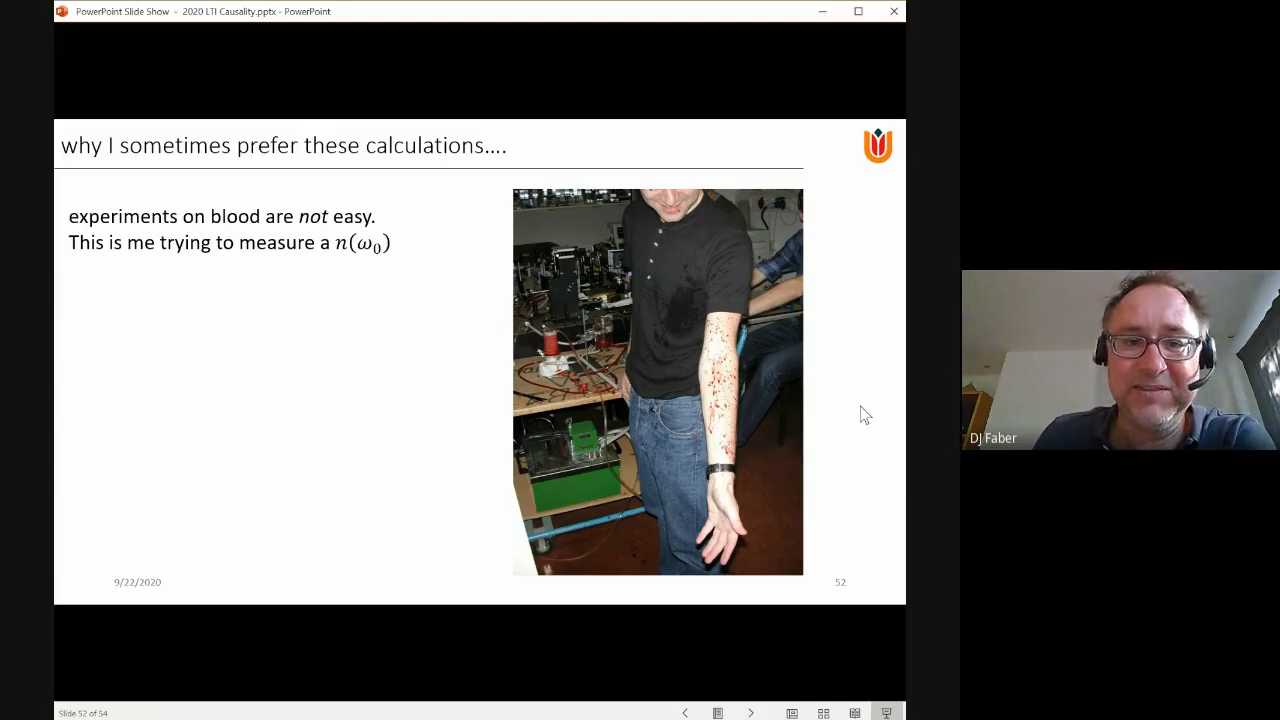 PowerPoint Slide Show - 2020 LTI Causality.pptx - PowerPoint
why I sometimes prefer these calculations....
experiments on blood are not easy.
This is me trying to measure a n(ω₀)
DJ Faber
9/22/2020
52
Slide 52 of 54